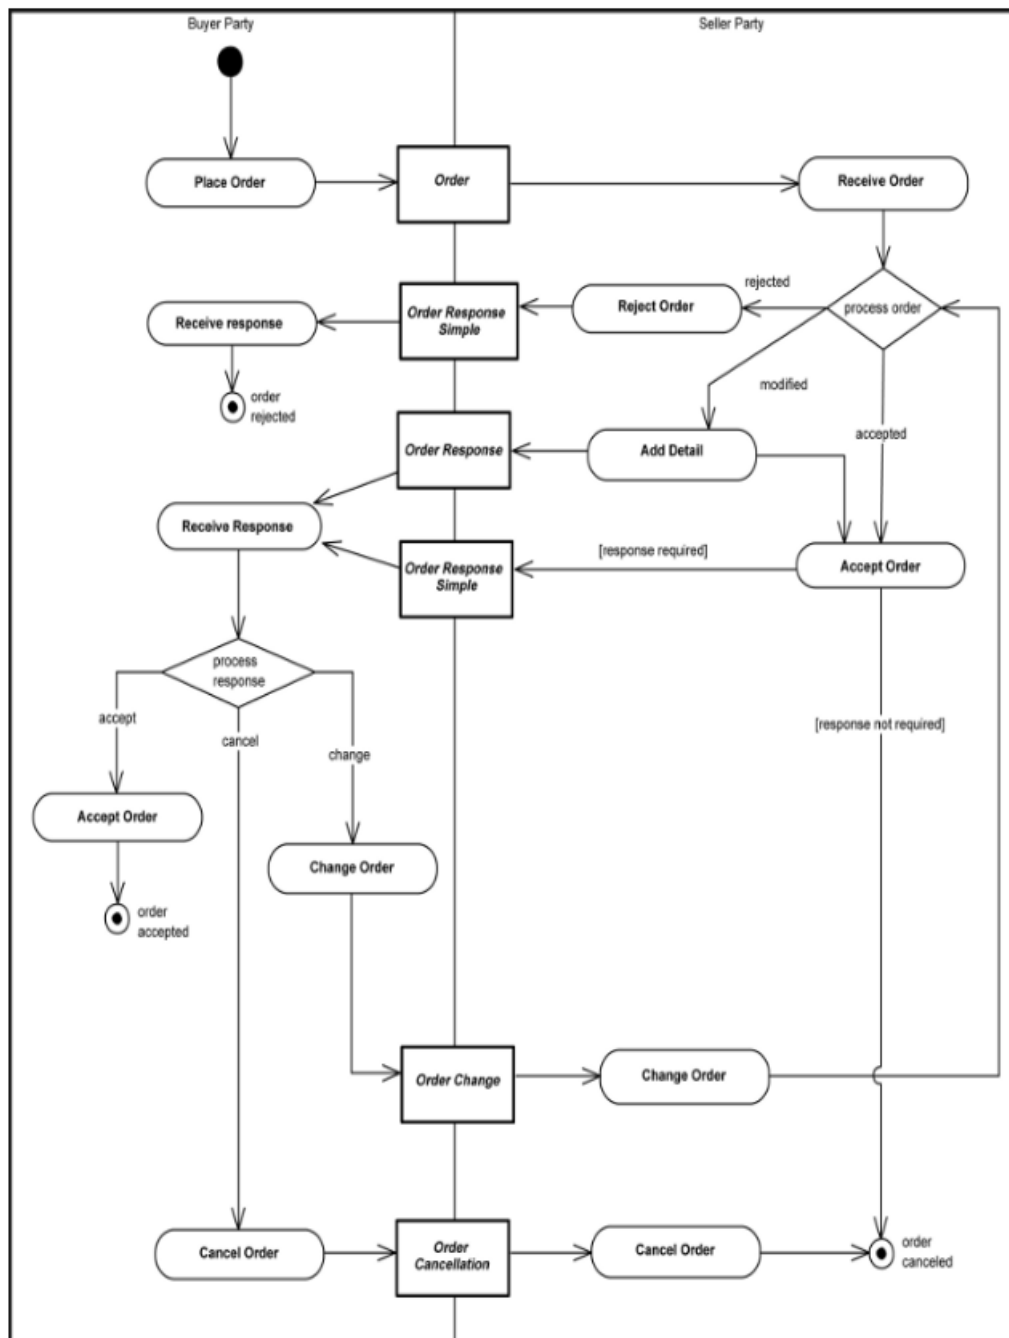 Buyer Party
Seller Party
Place Order
Order
Receive Order
rejected
Receive response
Order Response
Simple
Reject Order
process order
order
rejected
modified
accepted
Order Response
Add Detail
Receive Response
Order Response
Simple
[response required]
Accept Order
process
response
accept
cancel
change
[response not required]
Accept Order
Change Order
order
accepted
Order Change
Change Order
Cancel Order
Order
Cancellation
Cancel Order
order
canceled